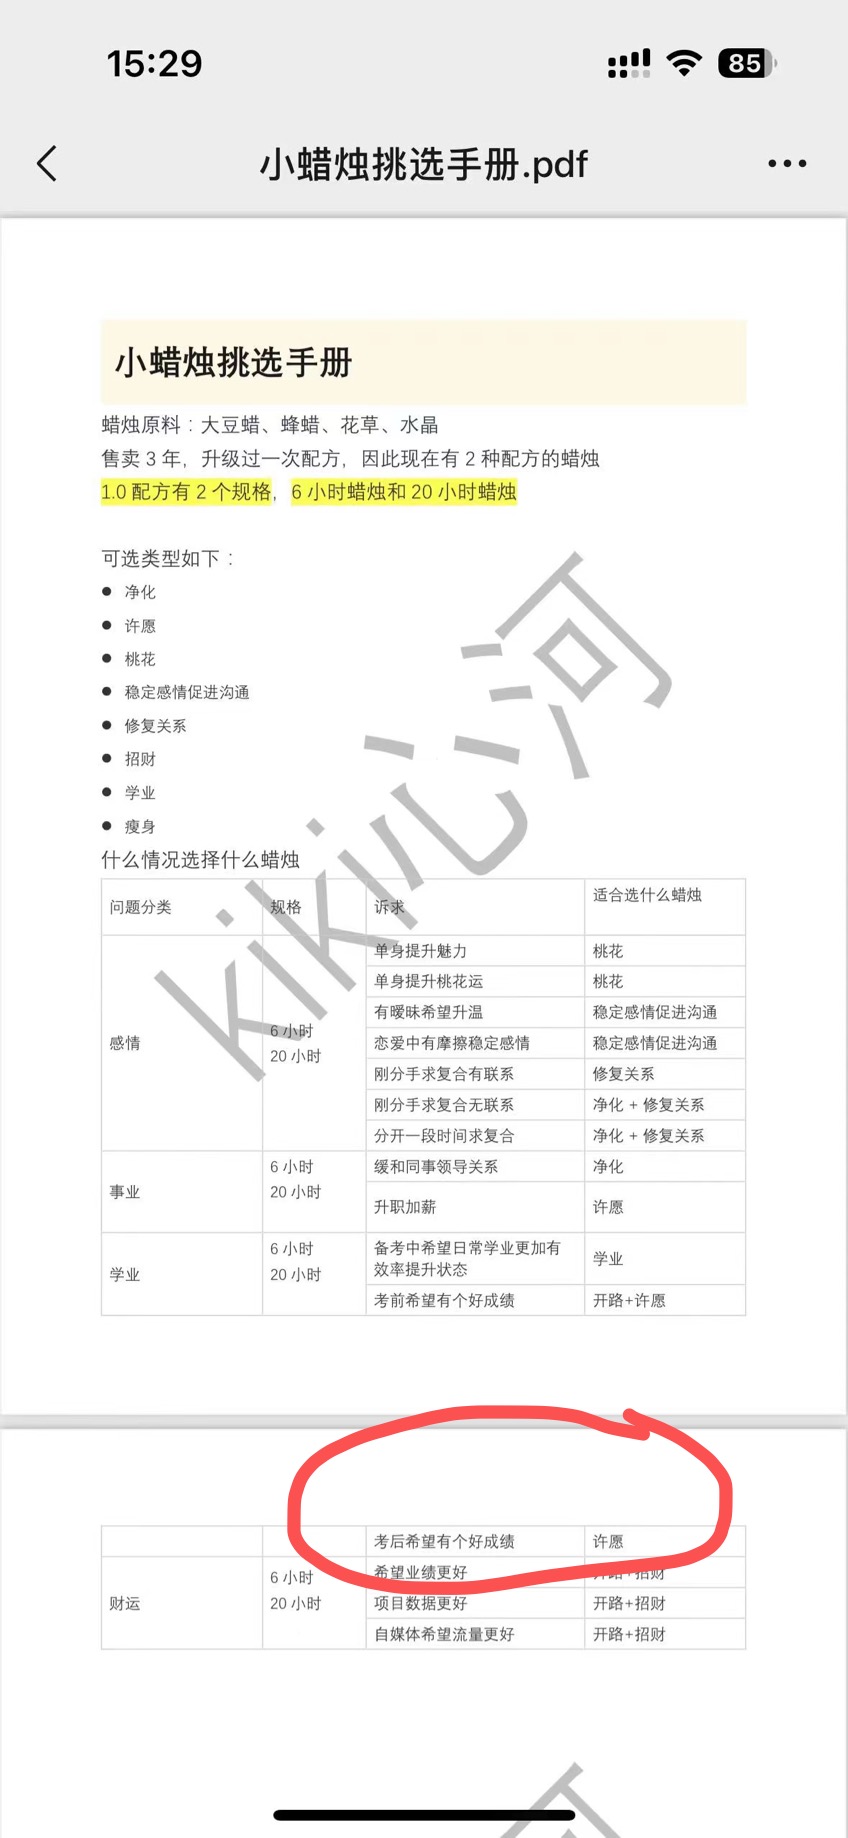 15:29
85
小蜡烛挑选手册.pdf
小蜡烛挑选手册
蜡烛原料：大豆蜡、蜂蜡、花草、水晶
售卖 3 年，升级过一次配方，因此现在有 2 种配方的蜡烛
1.0 配方有 2 个规格，6 小时蜡烛和 20 小时蜡烛
可选类型如下：
净化
许愿
桃花
稳定感情促进沟通
修复关系
招财
学业
瘦身
什么情况选择什么蜡烛
问题分类 规格 诉求 适合选什么蜡烛
感情 6 小时 20 小时
单身提升魅力 桃花
单身提升桃花运 桃花
有暧昧希望升温 稳定感情促进沟通
恋爱中有摩擦稳定感情 稳定感情促进沟通
刚分手求复合有联系 修复关系
刚分手求复合无联系 净化 + 修复关系
分开一段时间求复合 净化 + 修复关系
事业 6 小时 20 小时
缓和同事领导关系 净化
升职加薪 许愿
学业 6 小时 20 小时
备考中希望日常学业更加有
效率提升状态 学业
考前希望有个好成绩 开路+许愿
考后希望有个好成绩 许愿
财运 6 小时 20 小时
希望业绩更好 开路+招财
项目数据更好 开路+招财
自媒体希望流量更好 开路+招财
kiki沁河